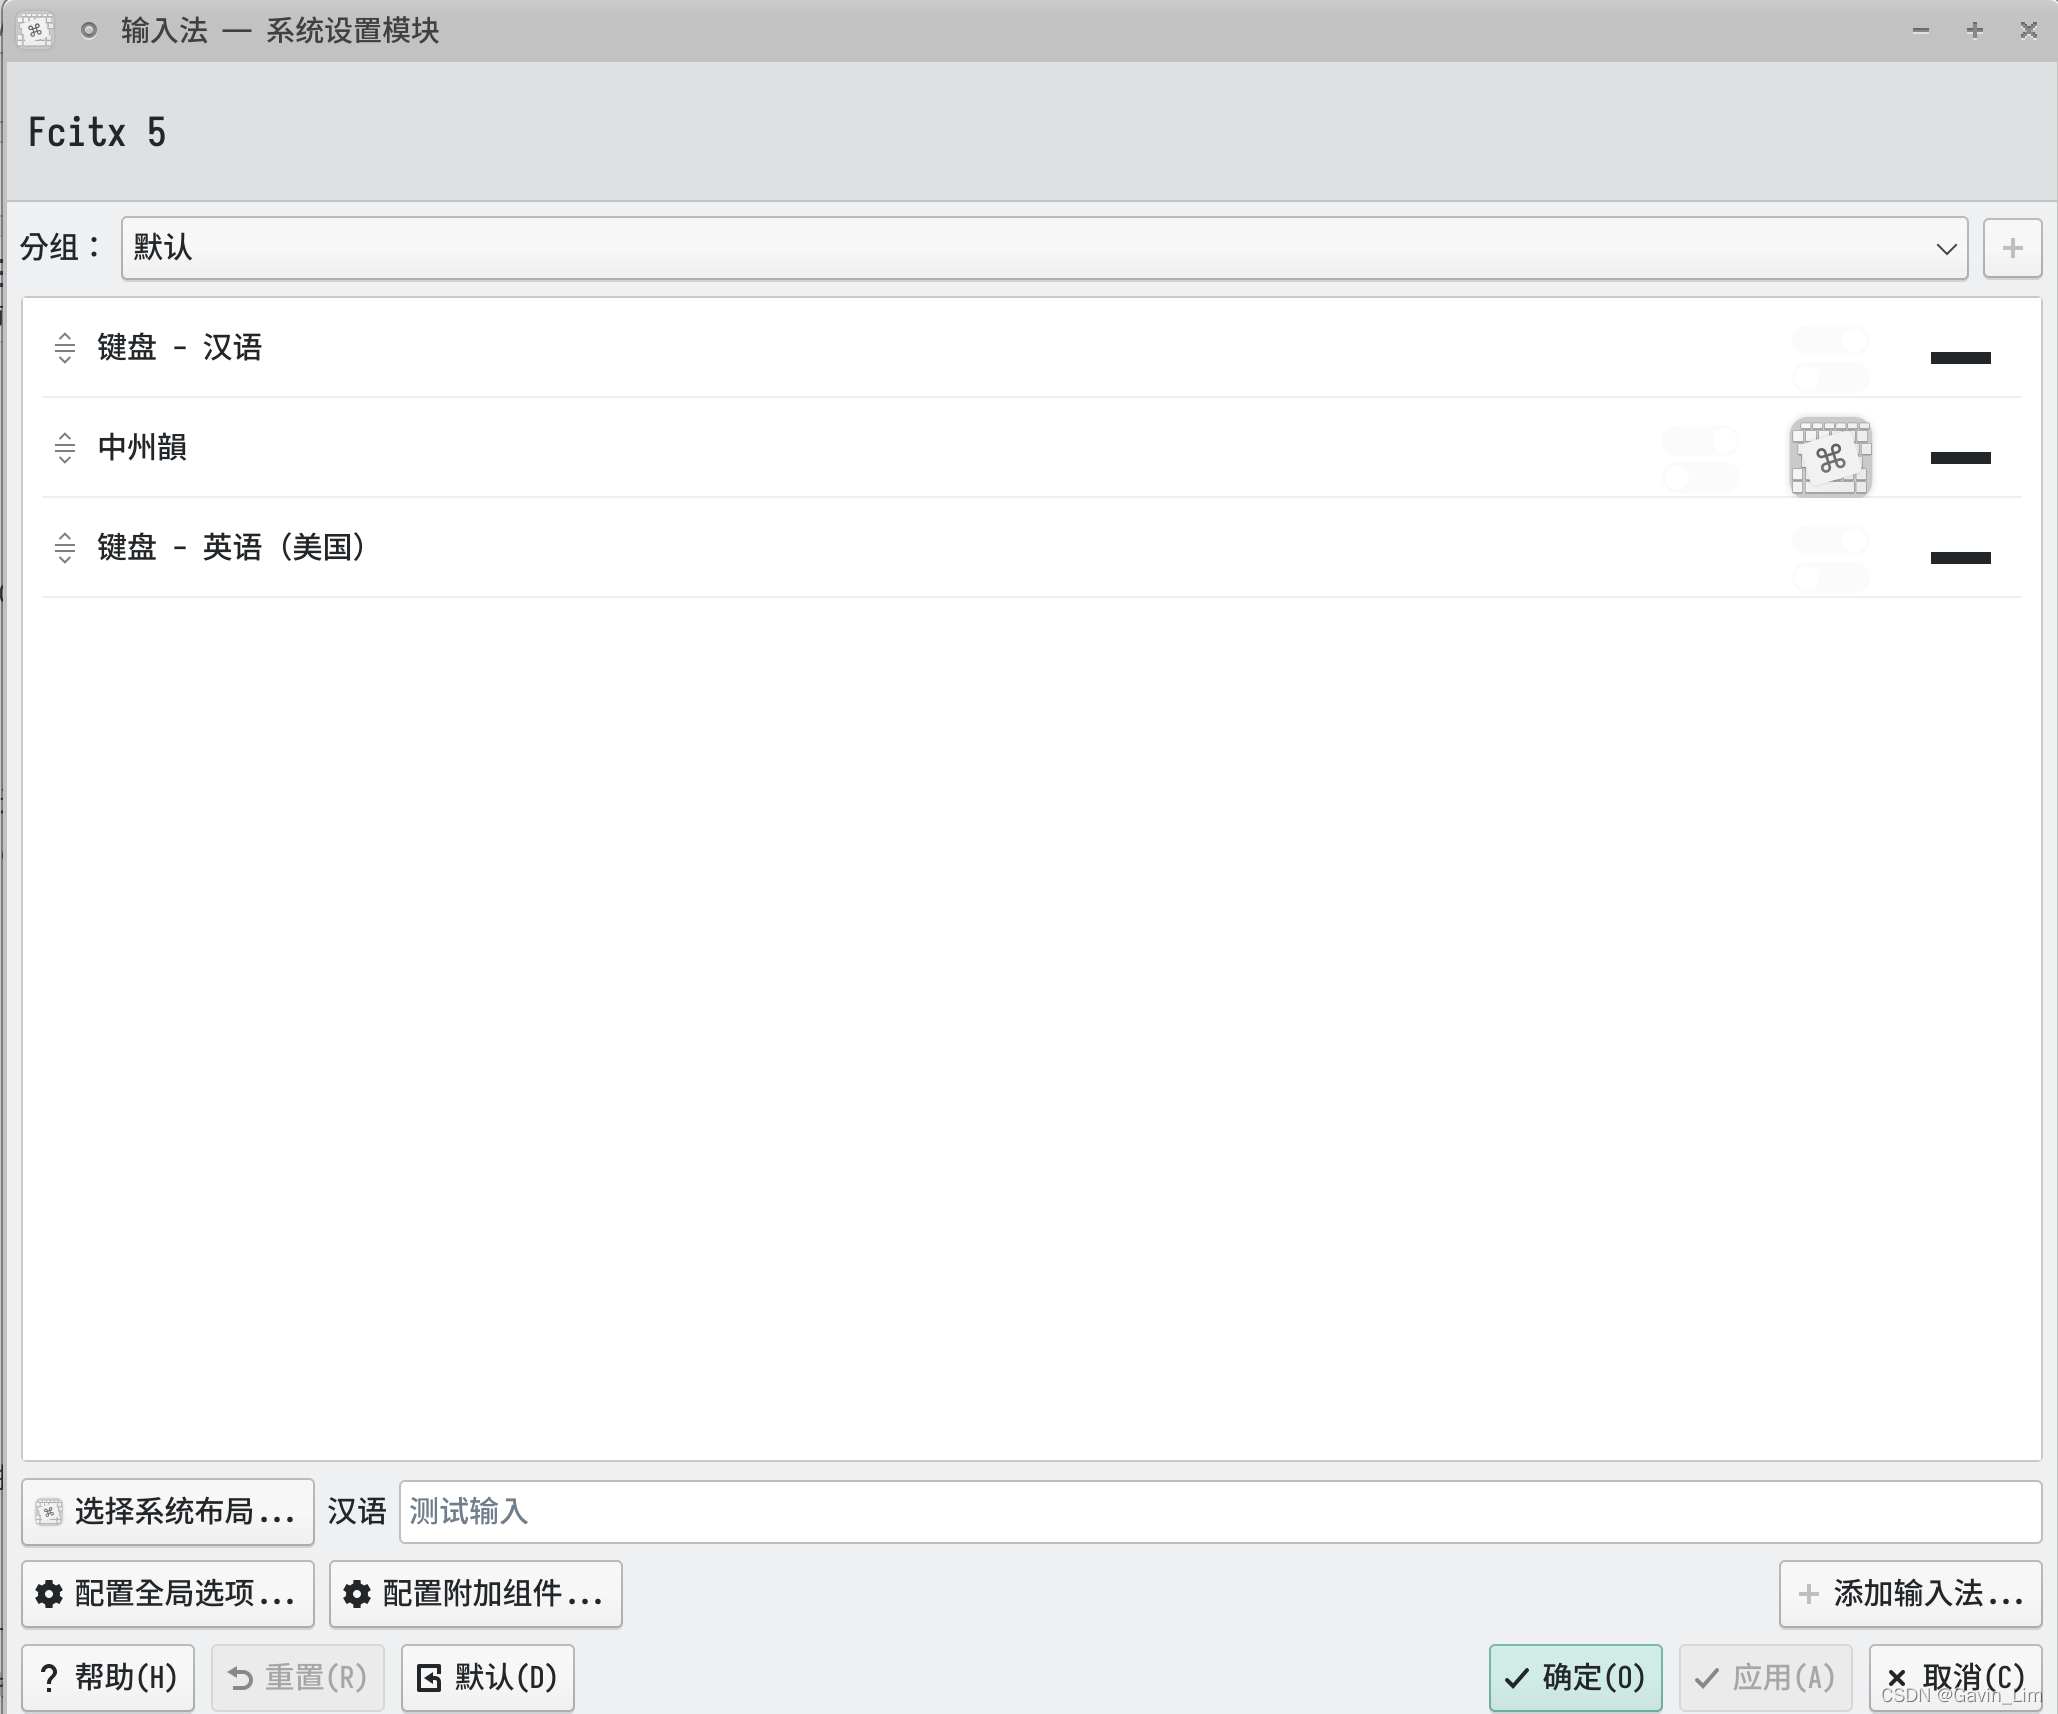 输入法 — 系统设置模块
Fcitx 5
分组： 默认
键盘 - 汉语
中州韻
键盘 - 英语（美国）
选择系统布局... 汉语 测试输入
配置全局选项... 配置附加组件... 添加输入法...
帮助(H) 重置(R) 默认(D) 确定(O) 应用(A) 取消(C)
CSDN @Gavin_Lim